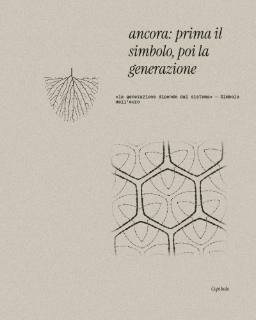 ancora: prima il
simbolo, poi la
generazione
«la generazione dipende dal sistema» — Simbolo
dell'euro
Capitolo